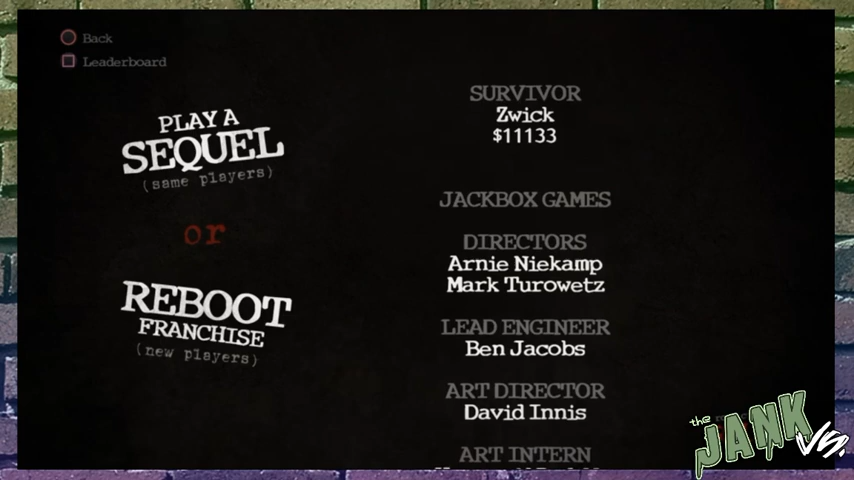 Back
Leaderboard
PLAY A
SEQUEL
(same players)
or
REBOOT
FRANCHISE
(new players)
SURVIVOR
Zwick
$11133
JACKBOX GAMES
DIRECTORS
Arnie Niekamp
Mark Turowetz
LEAD ENGINEER
Ben Jacobs
ART DIRECTOR
David Innis
ART INTERN
the
JANK
VS.